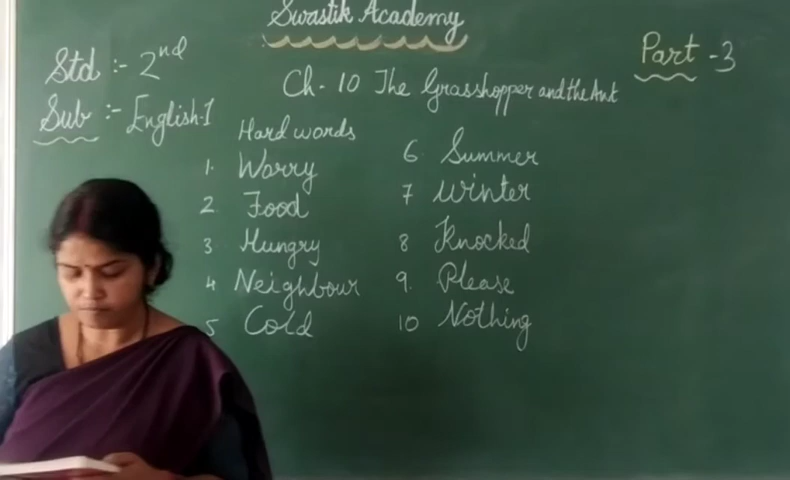 Swastik Academy
Std :- 2nd
Part -3
Ch- 10 The Grasshopper and the Ant
Sub :- English-1
Hard words
1. Worry
2. Food
3 Hungry
4 Neighbour
5 Cold
6 Summer
7 Winter
8 Knocked
9. Please
10 Nothing